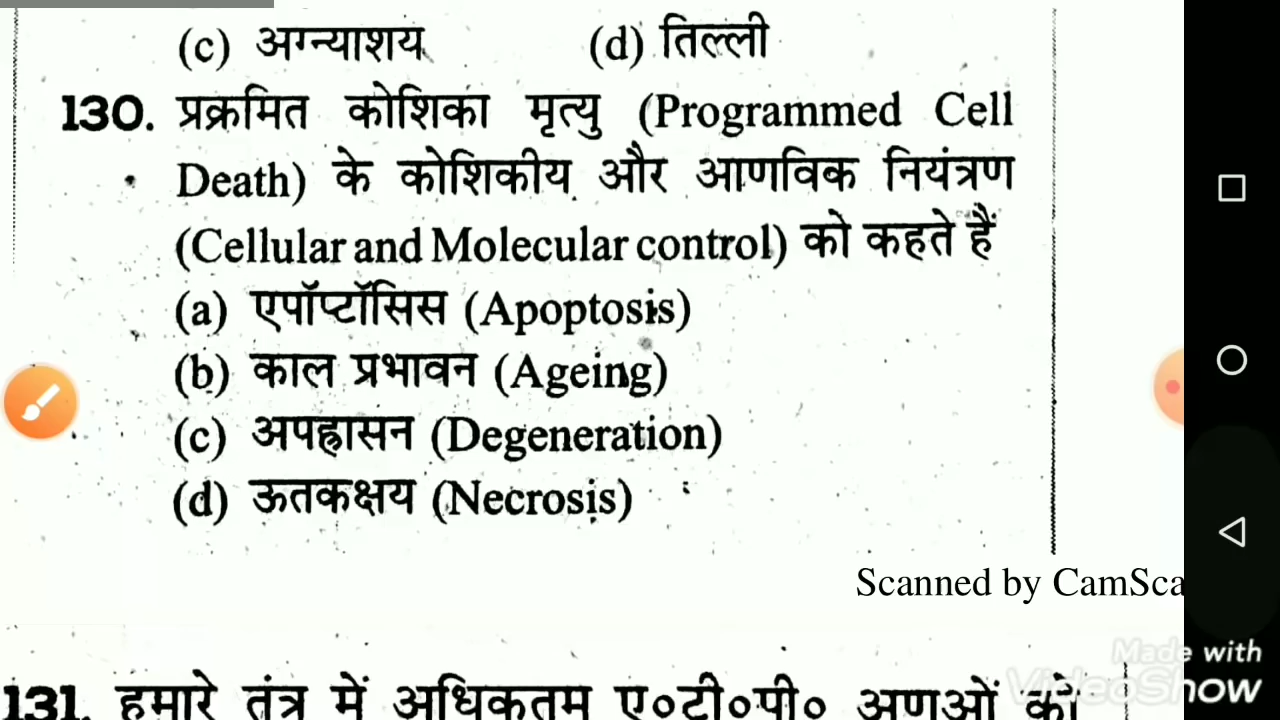 (c) अग्न्याशय (d) तिल्ली
130. प्रक्रमित कोशिका मृत्यु (Programmed Cell
Death) के कोशिकीय और आणविक नियंत्रण
(Cellular and Molecular control) को कहते हैं
(a) एपॉप्टॉसिस (Apoptosis)
(b) काल प्रभावन (Ageing)
(c) अपह्रासन (Degeneration)
(d) ऊतकक्षय (Necrosis)
Scanned by CamSca
131. हमारे तंत्र में अधिकतम ए०टी०पी० अणुओं को
Made with
VideoShow